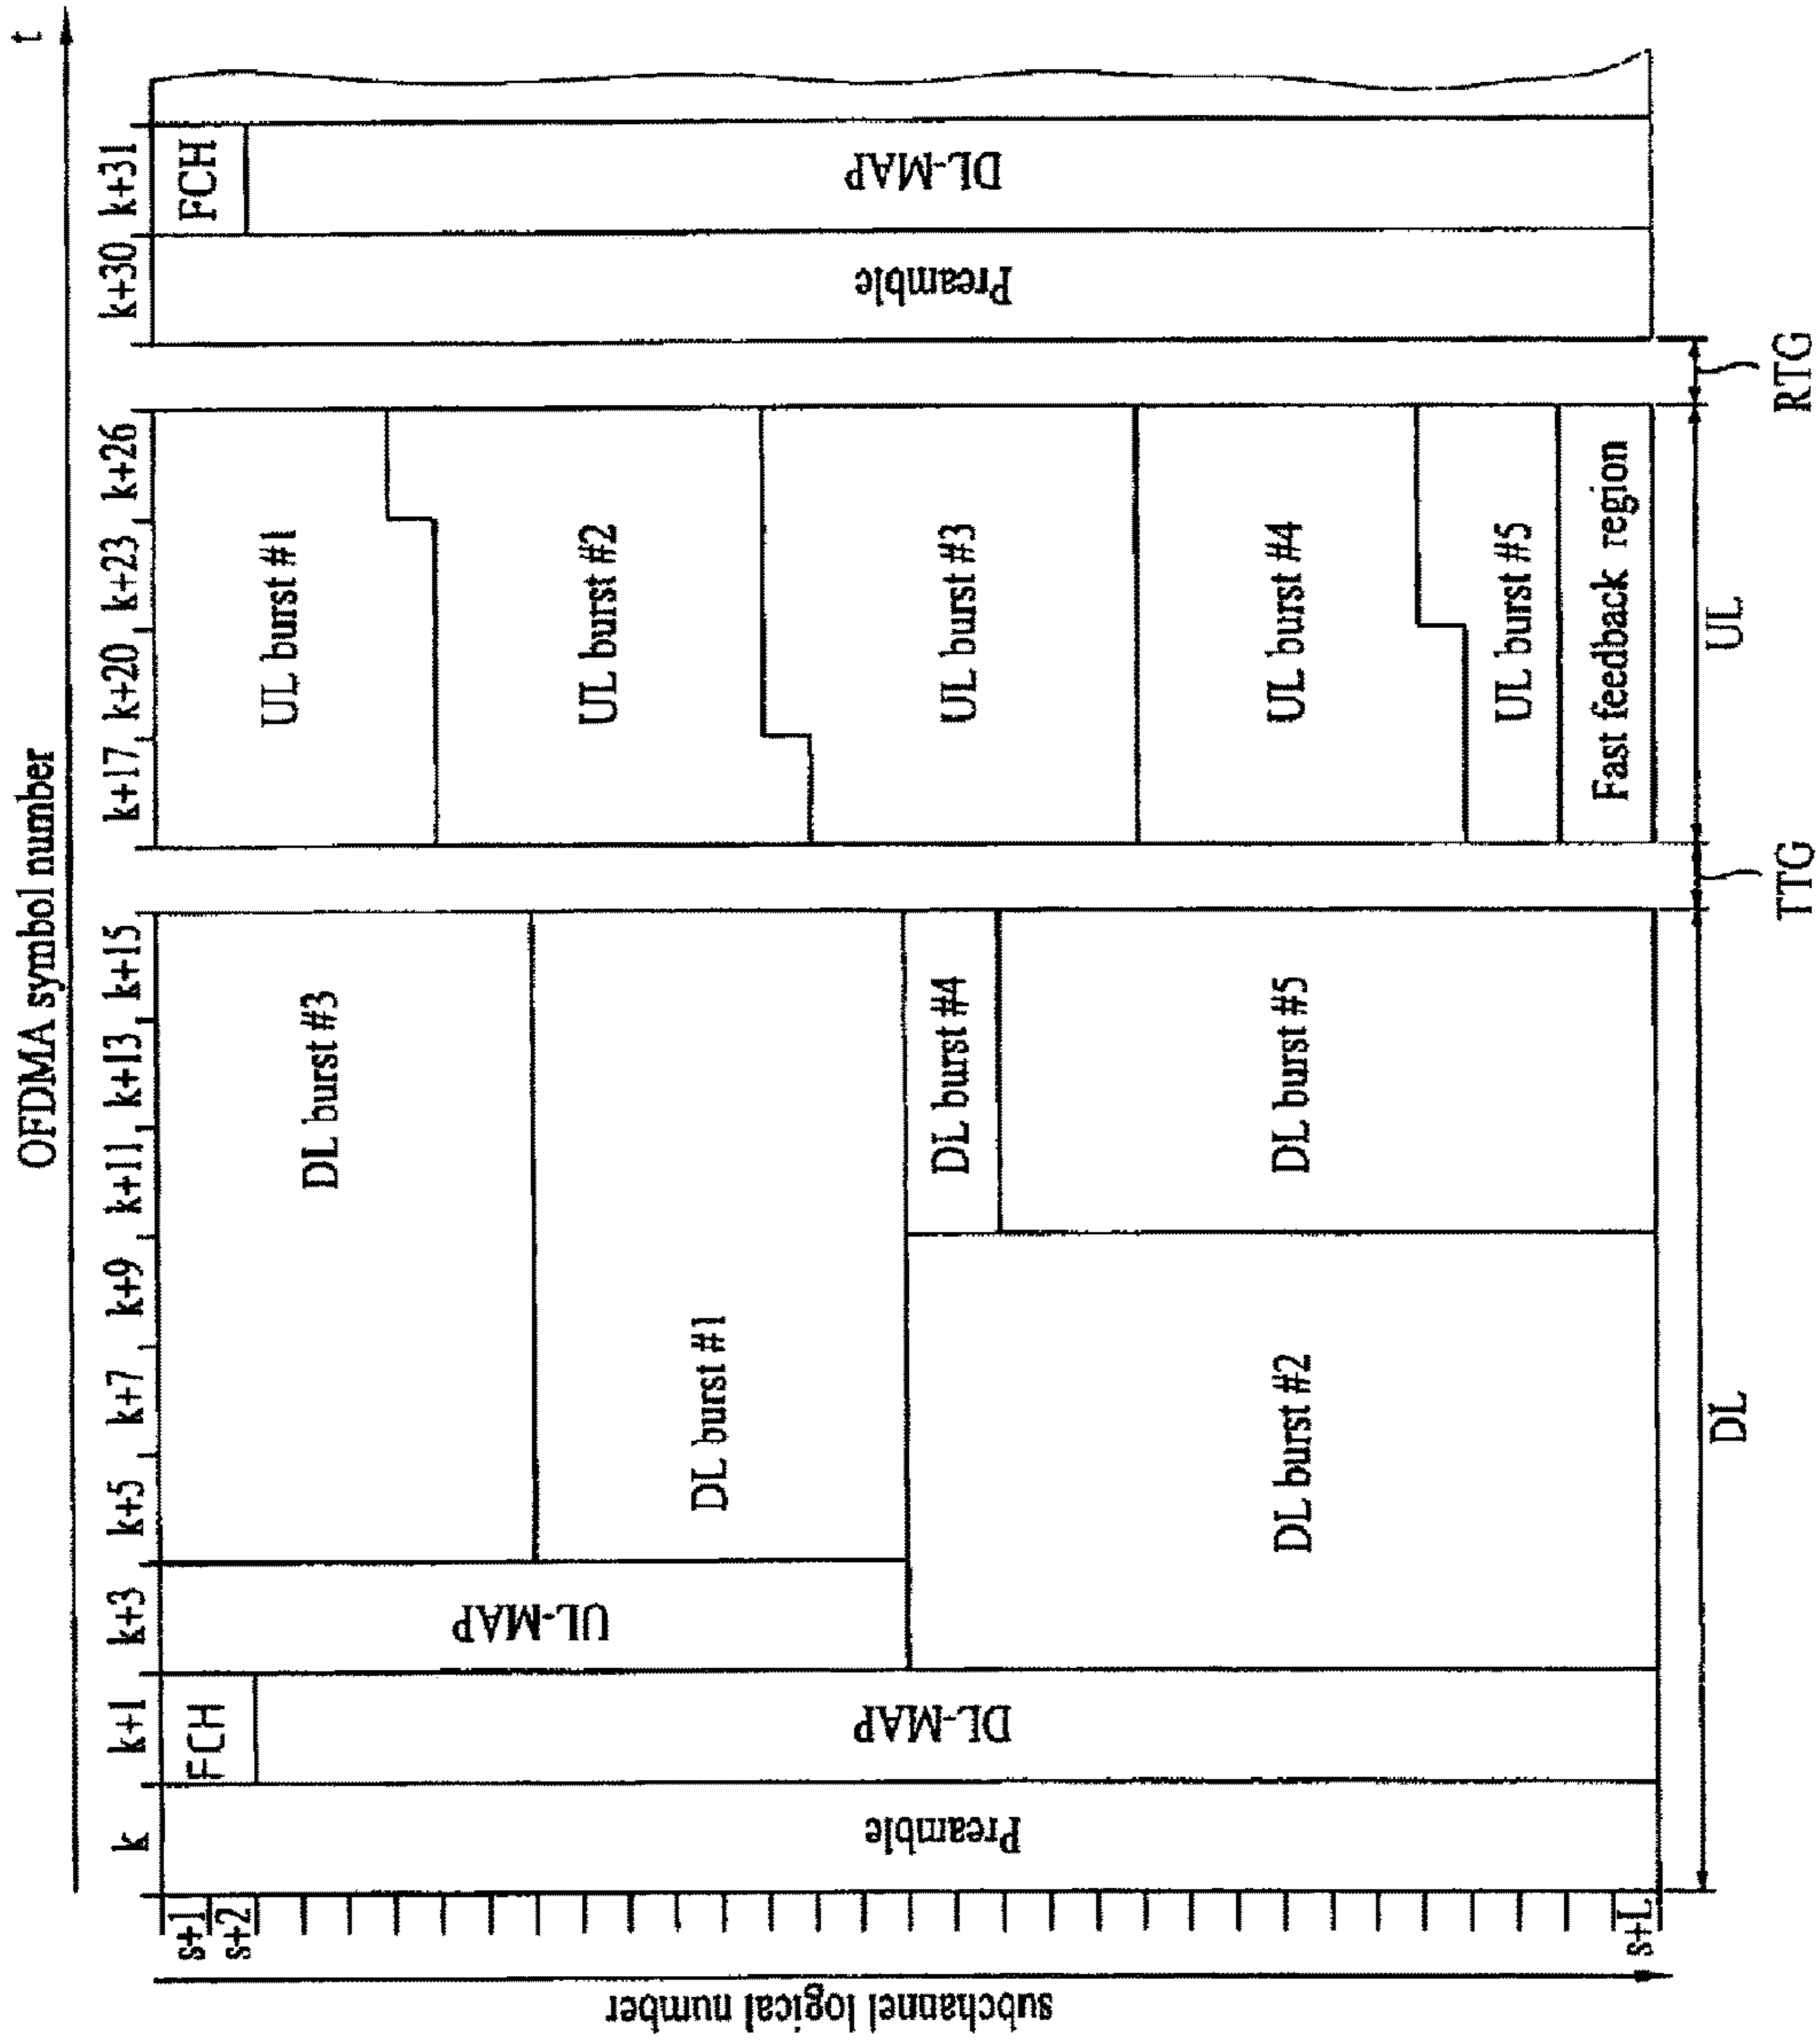 OFDMA symbol number
t
k
k+1
k+3
k+5
k+7
k+9
k+11
k+13
k+15
k+17
k+20
k+23
k+26
k+30
k+31
subchannel logical number
s+1
s+2
s+L
Preamble
FCH
DL-MAP
UL-MAP
DL burst #3
DL burst #1
DL burst #2
DL burst #4
DL burst #5
UL burst #1
UL burst #2
UL burst #3
UL burst #4
UL burst #5
Fast feedback region
Preamble
FCH
DL-MAP
DL
TTG
UL
RTG